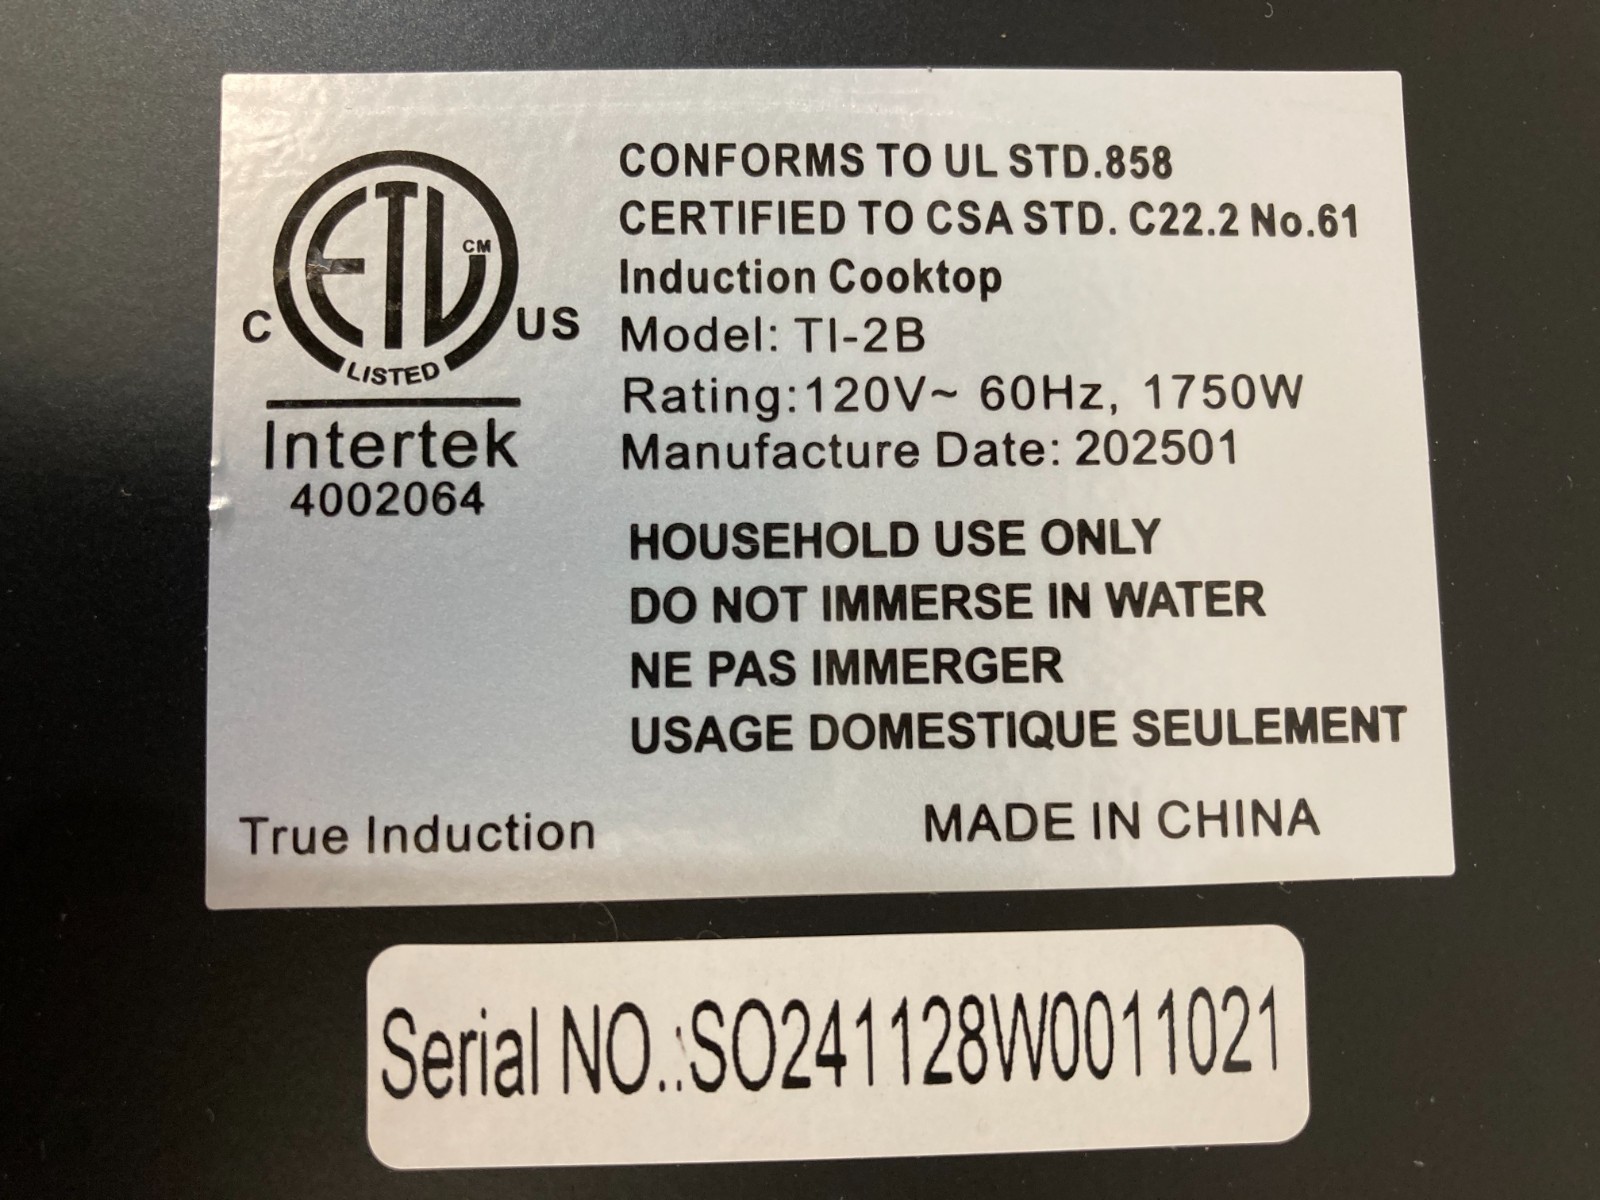 ETL CM
C US
LISTED
Intertek
4002064
CONFORMS TO UL STD.858
CERTIFIED TO CSA STD. C22.2 No.61
Induction Cooktop
Model: TI-2B
Rating:120V~ 60Hz, 1750W
Manufacture Date: 202501
HOUSEHOLD USE ONLY
DO NOT IMMERSE IN WATER
NE PAS IMMERGER
USAGE DOMESTIQUE SEULEMENT
True Induction
MADE IN CHINA
Serial NO.:SO241128W0011021